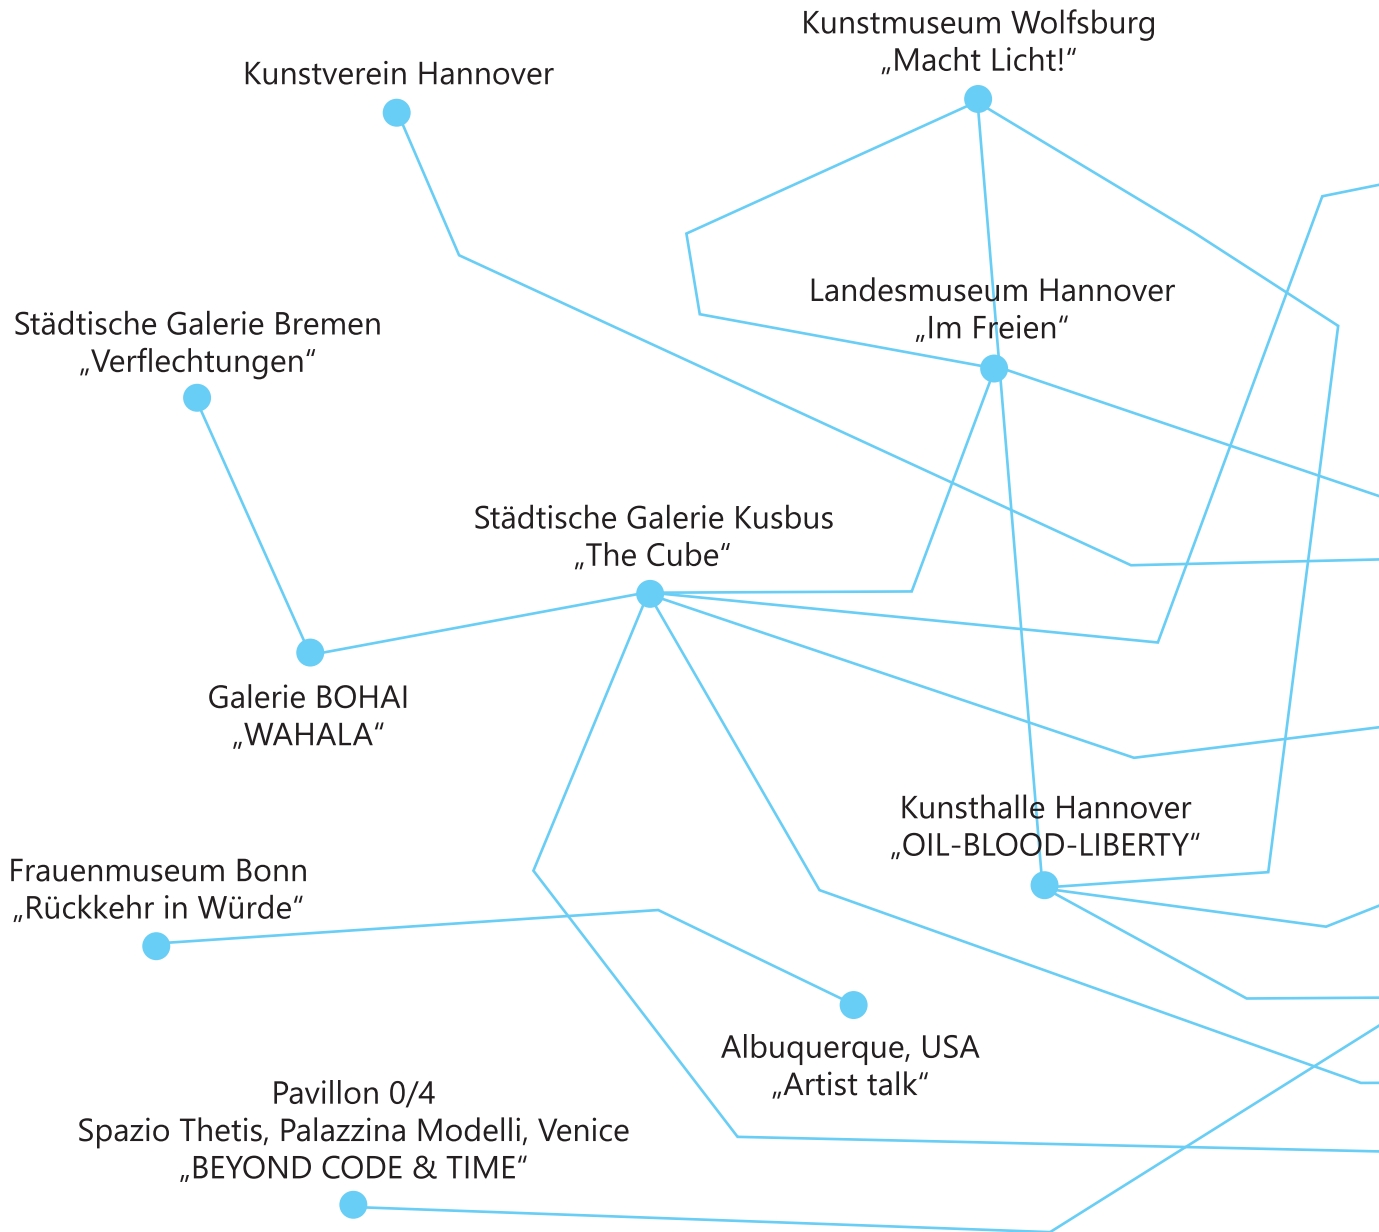 Kunstmuseum Wolfsburg
„Macht Licht!“
Kunstverein Hannover
Landesmuseum Hannover
„Im Freien“
Städtische Galerie Bremen
„Verflechtungen“
Städtische Galerie Kusbus
„The Cube“
Galerie BOHAI
„WAHALA“
Kunsthalle Hannover
„OIL-BLOOD-LIBERTY“
Frauenmuseum Bonn
„Rückkehr in Würde“
Albuquerque, USA
„Artist talk“
Pavillon 0/4
Spazio Thetis, Palazzina Modelli, Venice
„BEYOND CODE & TIME“